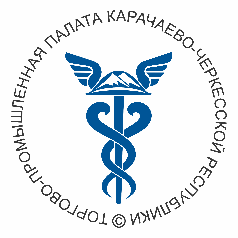 ТОРГОВО-ПРОМЫШЛЕННАЯ ПАЛАТА КАРАЧАЕВО-ЧЕРКЕССКОЙ РЕСПУБЛИКИ ©